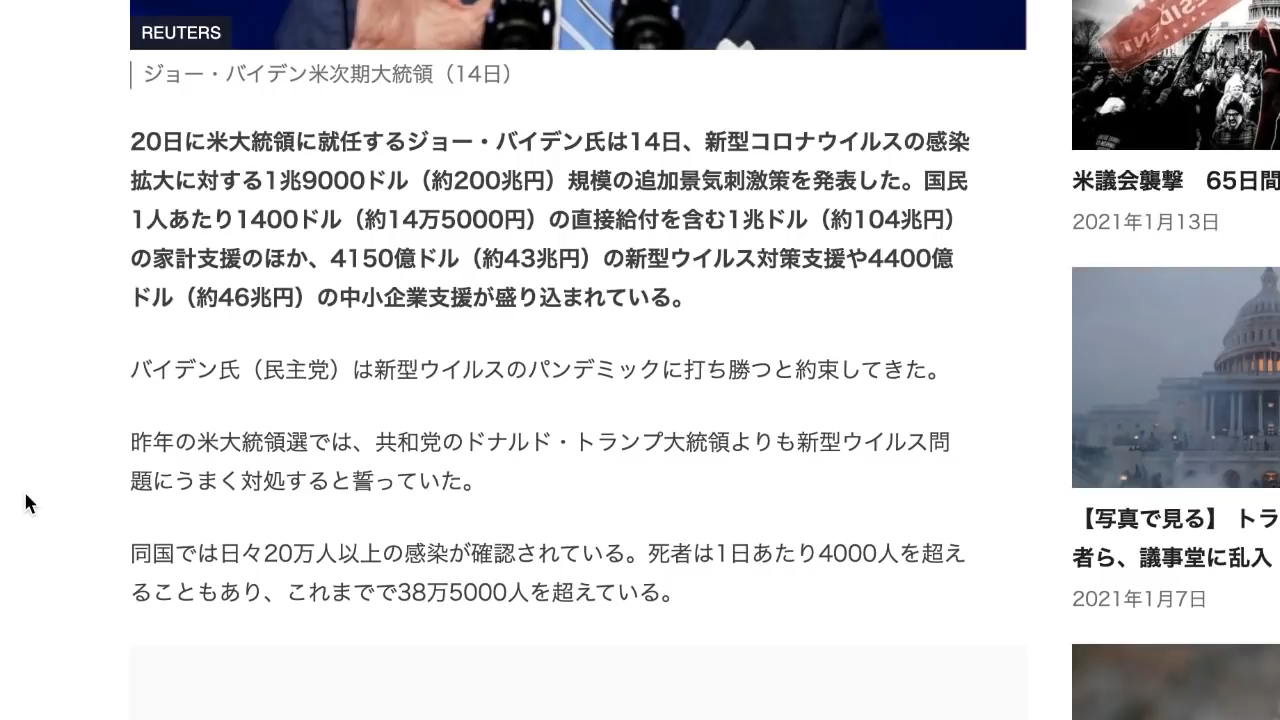 REUTERS
ジョー・バイデン米次期大統領（14日）
20日に米大統領に就任するジョー・バイデン氏は14日、新型コロナウイルスの感染
拡大に対する1兆9000ドル（約200兆円）規模の追加景気刺激策を発表した。国民
1人あたり1400ドル（約14万5000円）の直接給付を含む1兆ドル（約104兆円）
の家計支援のほか、4150億ドル（約43兆円）の新型ウイルス対策支援や4400億
ドル（約46兆円）の中小企業支援が盛り込まれている。
バイデン氏（民主党）は新型ウイルスのパンデミックに打ち勝つと約束してきた。
昨年の米大統領選では、共和党のドナルド・トランプ大統領よりも新型ウイルス問
題にうまく対処すると誓っていた。
同国では日々20万人以上の感染が確認されている。死者は1日あたり4000人を超え
ることもあり、これまでで38万5000人を超えている。
米議会襲撃　65日間
2021年1月13日
【写真で見る】 トラ
者ら、議事堂に乱入
2021年1月7日